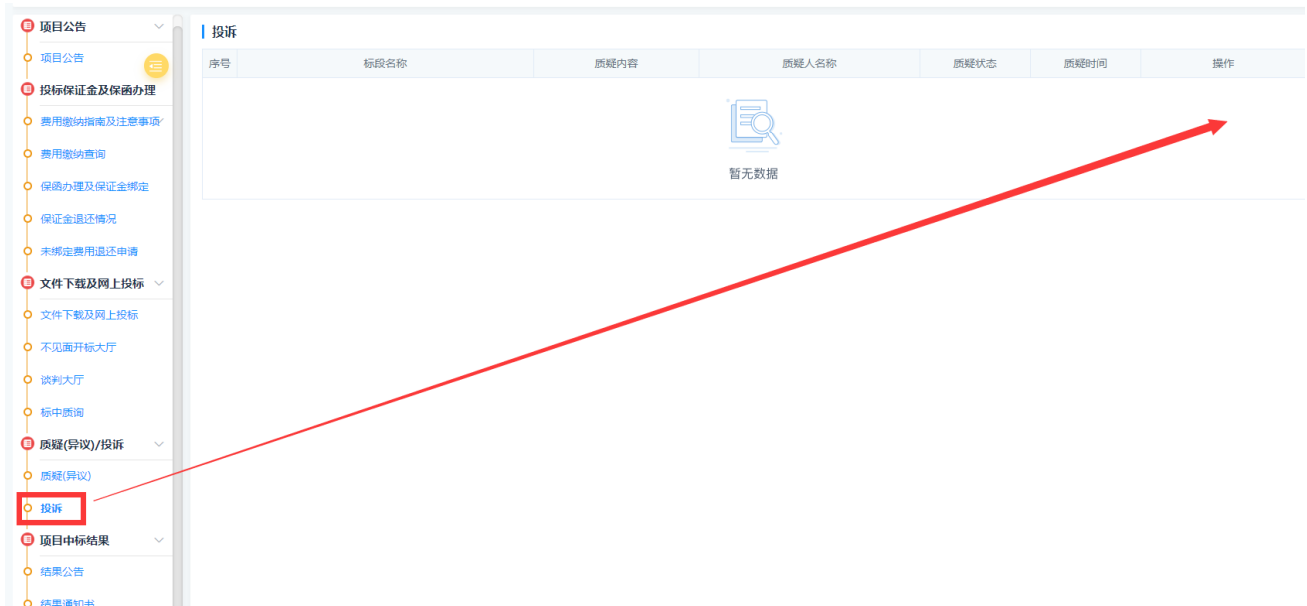 项目公告
项目公告
投标保证金及保函办理
费用缴纳指南及注意事项
费用缴纳查询
保函办理及保证金绑定
保证金退还情况
未绑定费用退还申请
文件下载及网上投标
文件下载及网上投标
不见面开标大厅
谈判大厅
标中质询
质疑(异议)/投诉
质疑(异议)
投诉
项目中标结果
结果公告
结果通知书
投诉
序号 标段名称 质疑内容 质疑人名称 质疑状态 质疑时间 操作
暂无数据